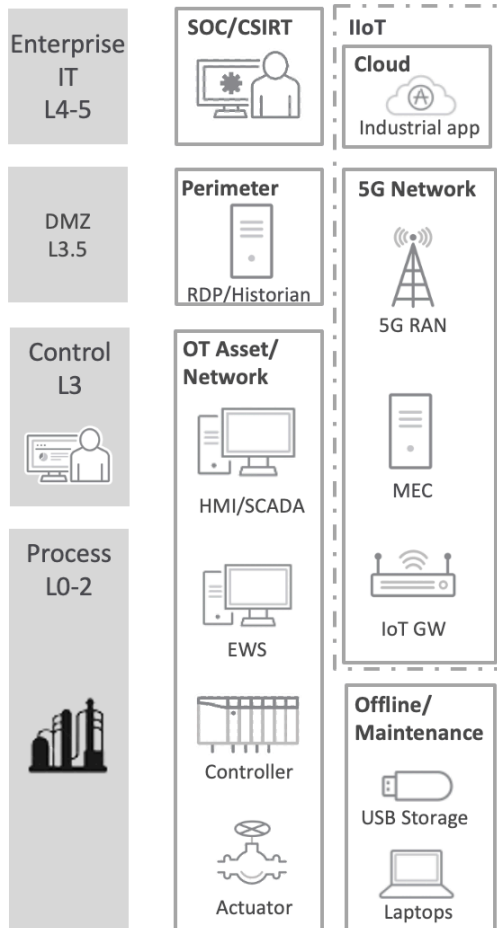 Enterprise
IT
L4-5
DMZ
L3.5
Control
L3
Process
L0-2
SOC/CSIRT
Perimeter
RDP/Historian
OT Asset/
Network
HMI/SCADA
EWS
Controller
Actuator
IIoT
Cloud
Industrial app
5G Network
5G RAN
MEC
IoT GW
Offline/
Maintenance
USB Storage
Laptops